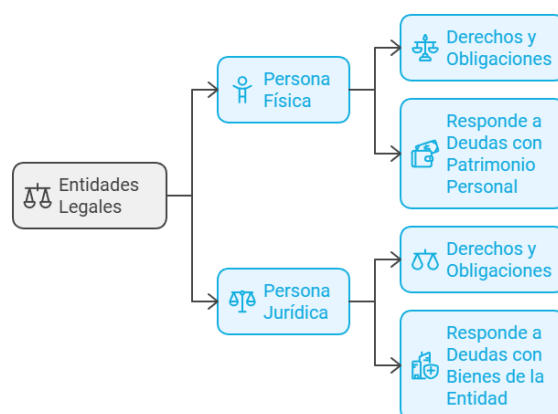 Entidades
Legales
Persona
Física
Derechos y
Obligaciones
Responde a
Deudas con
Patrimonio
Personal
Persona
Jurídica
Derechos y
Obligaciones
Responde a
Deudas con
Bienes de la
Entidad